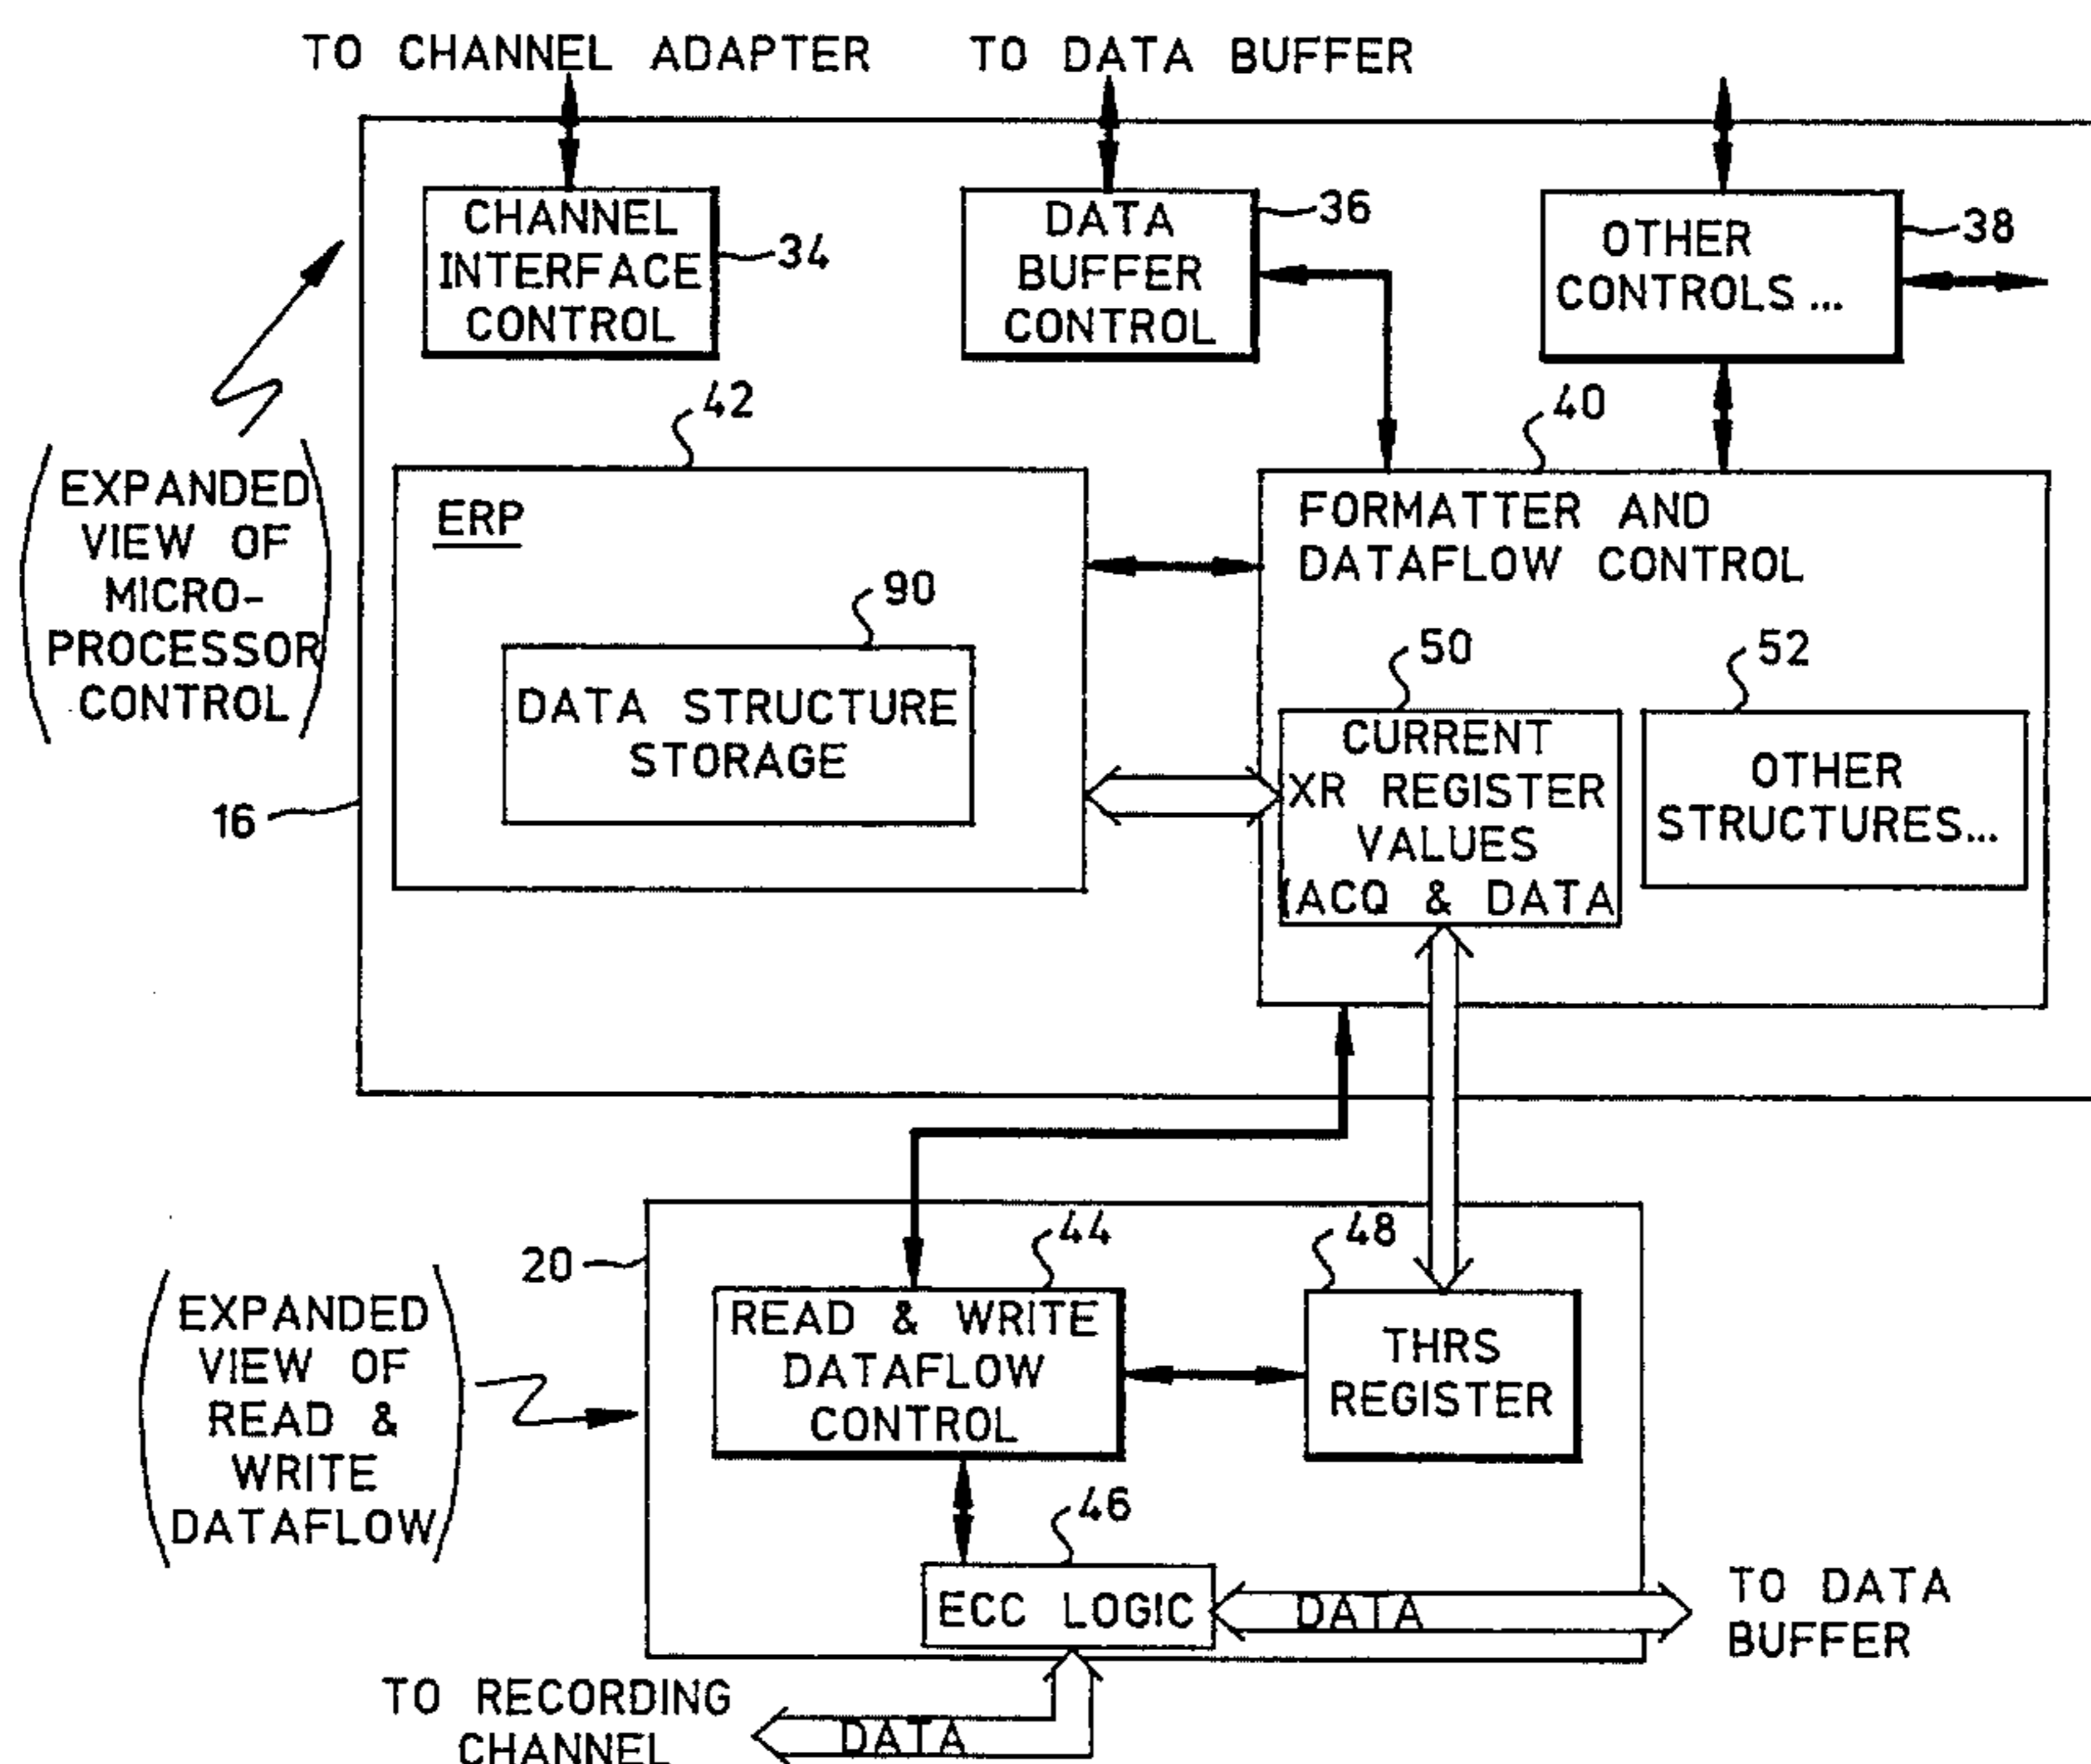 TO CHANNEL ADAPTER
TO DATA BUFFER
CHANNEL
INTERFACE
CONTROL
34
DATA
BUFFER
CONTROL
36
OTHER
CONTROLS...
38
(EXPANDED
VIEW OF
MICRO-
PROCESSOR
CONTROL)
16
42
ERP
90
DATA STRUCTURE
STORAGE
40
FORMATTER AND
DATAFLOW CONTROL
50
CURRENT
XR REGISTER
VALUES
(ACQ & DATA
52
OTHER
STRUCTURES...
(EXPANDED
VIEW OF
READ &
WRITE
DATAFLOW)
20
44
READ & WRITE
DATAFLOW
CONTROL
48
THRS
REGISTER
46
ECC LOGIC
DATA
TO DATA
BUFFER
TO RECORDING
CHANNEL
DATA